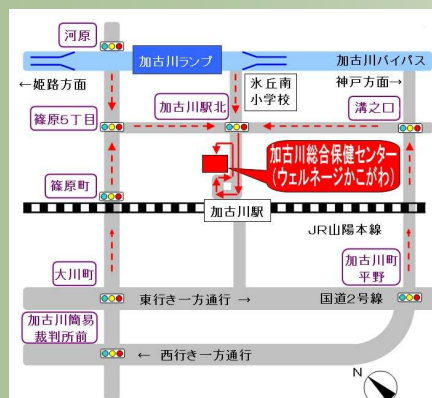 河原
加古川ランプ
加古川バイパス
←姫路方面
神戸方面→
加古川駅北
氷丘南
小学校
溝之口
篠原5丁目
加古川総合保健センター
(ウェルネージかこがわ)
篠原町
加古川駅
JR山陽本線
大川町
加古川町
平野
東行き一方通行 →
国道2号線
加古川簡易
裁判所前
← 西行き一方通行
N